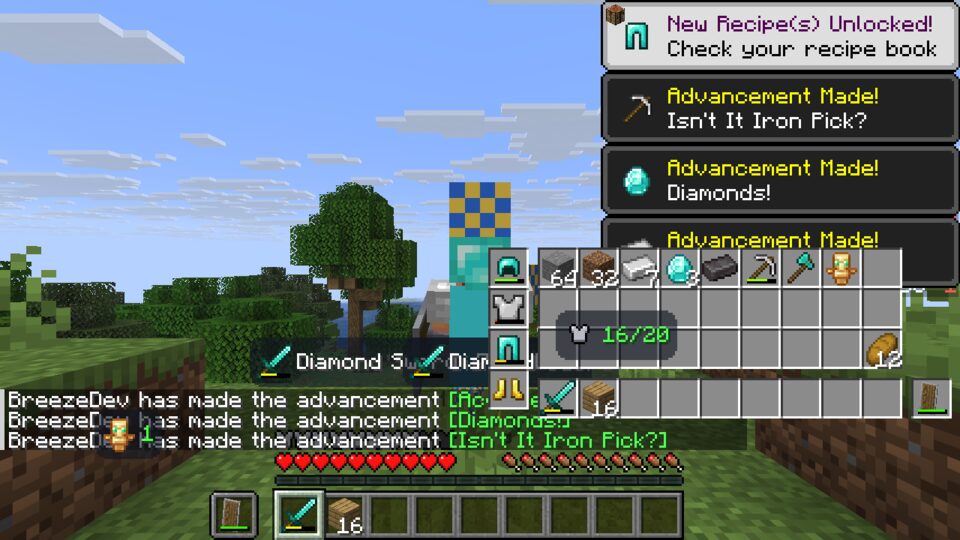 New Recipe(s) Unlocked!
Check your recipe book
Advancement Made!
Isn't It Iron Pick?
Advancement Made!
Diamonds!
Advancement Made!
64
32
7
3
16/20
12
Diamond
BreezeDev has made the advancement
BreezeDev has made the advancement [Diamonds!]
BreezeDev has made the advancement [Isn't It Iron Pick?]
1
16
16